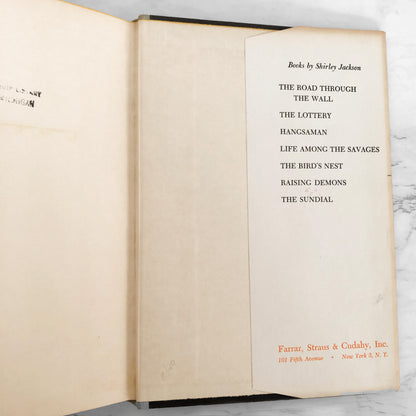 Books by Shirley Jackson
THE ROAD THROUGH
THE WALL
THE LOTTERY
HANGSAMAN
LIFE AMONG THE SAVAGES
THE BIRD'S NEST
RAISING DEMONS
THE SUNDIAL
Farrar, Straus & Cudahy, Inc.
101 Fifth Avenue • New York 3, N. Y.